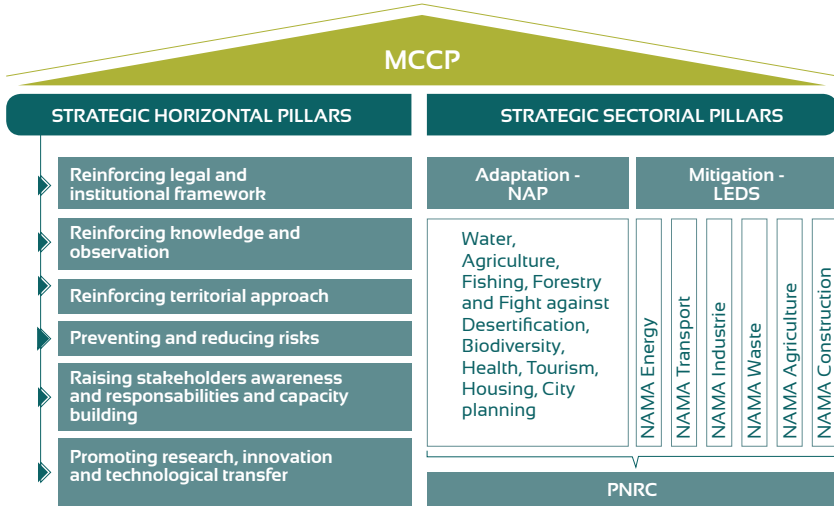 MCCP
STRATEGIC HORIZONTAL PILLARS
Reinforcing legal and
institutional framework
Reinforcing knowledge and
observation
Reinforcing territorial approach
Preventing and reducing risks
Raising stakeholders awareness
and responsabilities and capacity
building
Promoting research, innovation
and technological transfer
STRATEGIC SECTORIAL PILLARS
Adaptation -
NAP
Water,
Agriculture,
Fishing, Forestry
and Fight against
Desertification,
Biodiversity,
Health, Tourism,
Housing, City
planning
Mitigation -
LEDS
NAMA Energy
NAMA Transport
NAMA Industrie
NAMA Waste
NAMA Agriculture
NAMA Construction
PNRC